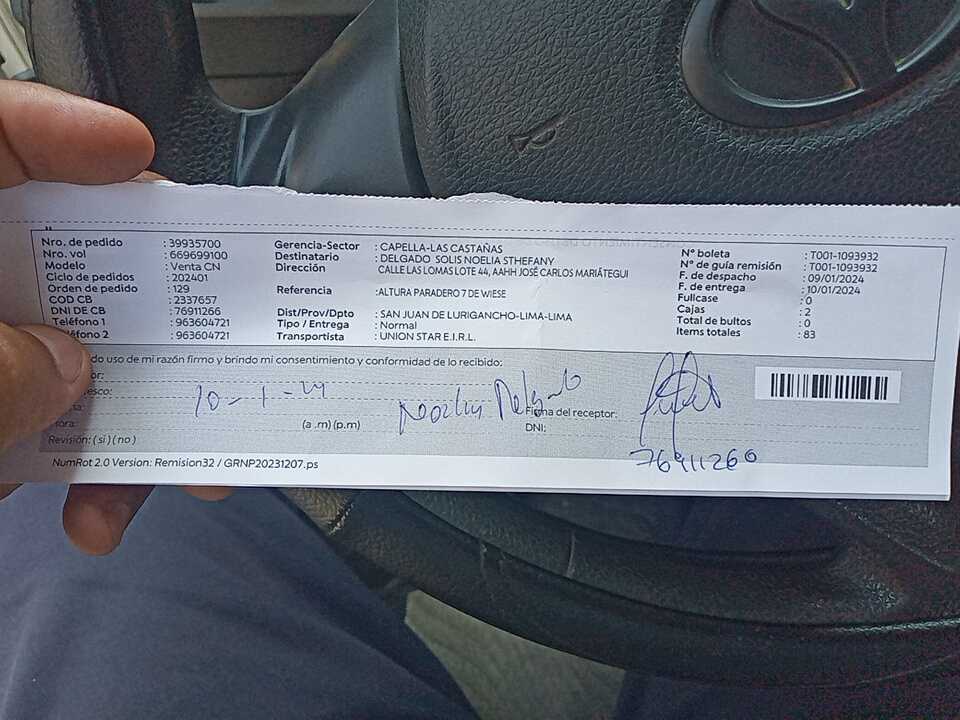 Nro. de pedido : 39935700
Nro. vol : 669699100
Modelo : Venta CN
Ciclo de pedidos : 202401
Orden de pedido : 129
COD CB : 2337657
DNI DE CB : 76911266
Teléfono 1 : 963604721
léfono 2 : 963604721
Gerencia-Sector : CAPELLA-LAS CASTAÑAS
Destinatario : DELGADO SOLIS NOELIA STHEFANY
Dirección CALLE LAS LOMAS LOTE 44, AAHH JOSÉ CARLOS MARIÁTEGUI
Referencia :ALTURA PARADERO 7 DE WIESE
Dist/Prov/Dpto : SAN JUAN DE LURIGANCHO-LIMA-LIMA
Tipo / Entrega : Normal
Transportista : UNION STAR E.I.R.L.
N° boleta : T001-1093932
N° de guía remisión : T001-1093932
F. de despacho : 09/01/2024
F. de entrega : 10/01/2024
Fullcase : 0
Cajas : 2
Total de bultos : 0
Items totales : 83
do uso de mi razón firmo y brindo mi consentimiento y conformidad de lo recibido:
or:
esco:
10-1-24
Delgado
Firma del receptor:
ora: (a .m) (p.m)
DNI:
76911266
Revisión: ( si ) ( no )
NumRot 2.0 Version: Remision32 / GRNP20231207.ps